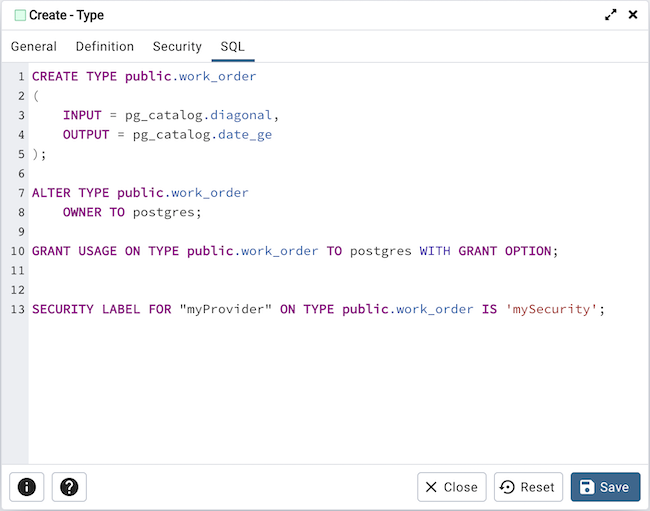 Create - Type
General Definition Security SQL
1 CREATE TYPE public.work_order
2 (
3     INPUT = pg_catalog.diagonal,
4     OUTPUT = pg_catalog.date_ge
5 );
6
7 ALTER TYPE public.work_order
8     OWNER TO postgres;
9
10 GRANT USAGE ON TYPE public.work_order TO postgres WITH GRANT OPTION;
11
12
13 SECURITY LABEL FOR "myProvider" ON TYPE public.work_order IS 'mySecurity';
Close Reset Save